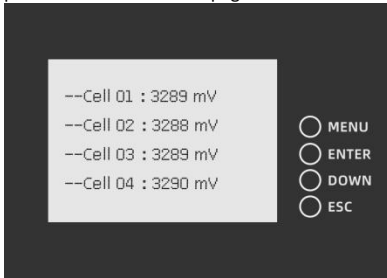 --Cell 01 : 3289 mV
--Cell 02 : 3288 mV
--Cell 03 : 3289 mV
--Cell 04 : 3290 mV
MENU
ENTER
DOWN
ESC